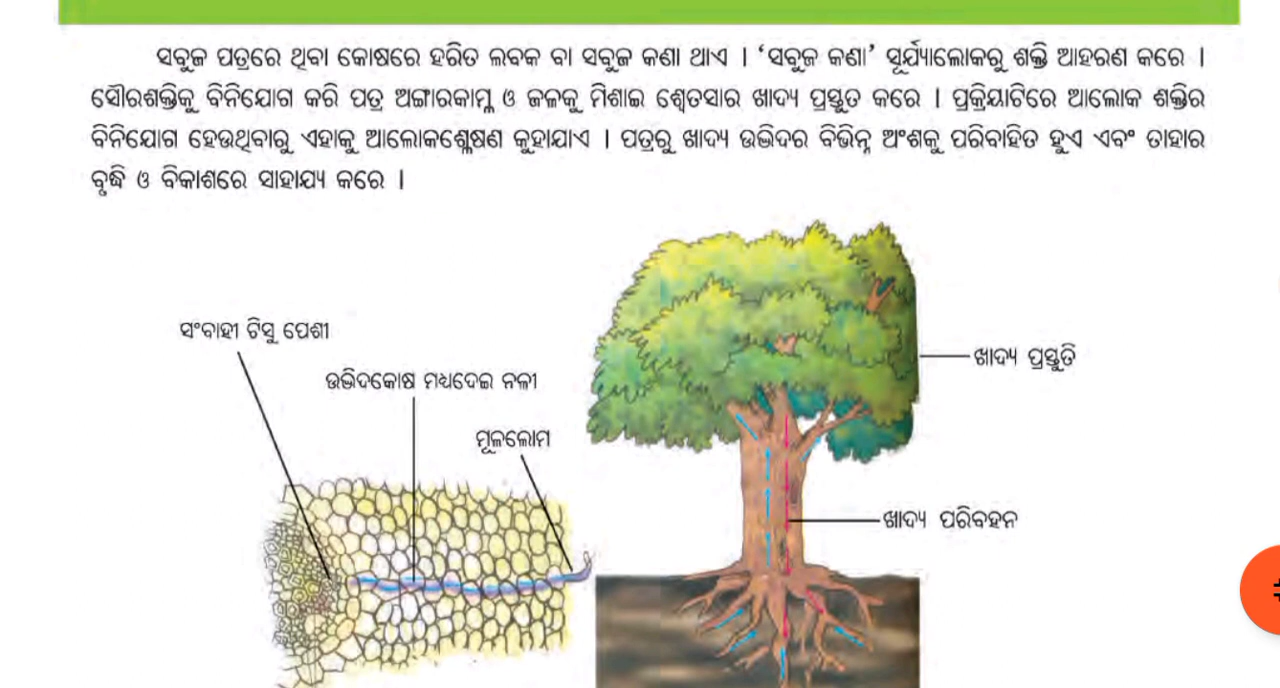 ସବୁଜ ପତ୍ରରେ ଥିବା କୋଷରେ ହରିତ ଲବକ ବା ସବୁଜ କଣା ଥାଏ । ‘ସବୁଜ କଣା’ ସୂର୍ଯ୍ୟାଲୋକରୁ ଶକ୍ତି ଆହରଣ କରେ ।
ସୌରଶକ୍ତିକୁ ବିନିଯୋଗ କରି ପତ୍ର ଅଙ୍ଗାରକାମ୍ଳ ଓ ଜଳକୁ ମିଶାଇ ଶ୍ଵେତସାର ଖାଦ୍ୟ ପ୍ରସ୍ତୁତ କରେ । ପ୍ରକ୍ରିୟାଟିରେ ଆଲୋକ ଶକ୍ତିର
ବିନିଯୋଗ ହେଉଥିବାରୁ ଏହାକୁ ଆଲୋକଶ୍ଳେଷଣ କୁହାଯାଏ । ପତ୍ରରୁ ଖାଦ୍ୟ ଉଦ୍ଭିଦର ବିଭିନ୍ନ ଅଂଶକୁ ପରିବାହିତ ହୁଏ ଏବଂ ତାହାର
ବୃଦ୍ଧି ଓ ବିକାଶରେ ସାହାଯ୍ୟ କରେ ।
ସଂବାହୀ ଟିସୁ ପେଶୀ
ଉଦ୍ଭିଦକୋଷ ମଧ୍ୟଦେଇ ନଳୀ
ମୂଳଲୋମ
ଖାଦ୍ୟ ପ୍ରସ୍ତୁତି
ଖାଦ୍ୟ ପରିବହନ